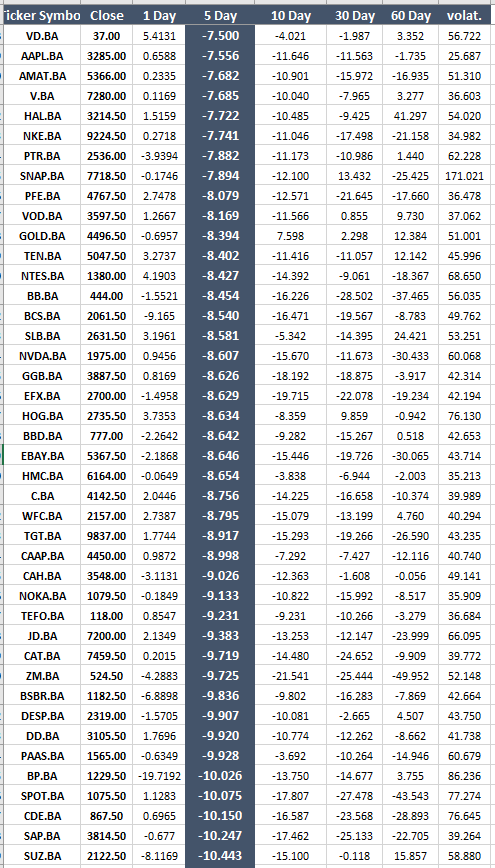 icker Symbo Close 1 Day 5 Day 10 Day 30 Day 60 Day volat.
VD.BA 37.00 5.4131 -7.500 -4.021 -1.987 3.352 56.722
AAPL.BA 3285.00 0.6588 -7.556 -11.646 -11.563 -1.735 25.687
AMAT.BA 5366.00 0.2335 -7.682 -10.901 -15.972 -16.935 51.310
V.BA 7280.00 0.1169 -7.685 -10.040 -7.965 3.277 36.603
HAL.BA 3214.50 1.5159 -7.722 -10.485 -9.425 41.297 54.020
NKE.BA 9224.50 0.2718 -7.741 -11.046 -17.498 -21.158 34.982
PTR.BA 2536.00 -3.9394 -7.882 -11.173 -10.986 1.440 62.228
SNAP.BA 7718.50 -0.1746 -7.894 -12.100 13.432 -25.425 171.021
PFE.BA 4767.50 2.7478 -8.079 -12.571 -21.645 -17.660 36.478
VOD.BA 3597.50 1.2667 -8.169 -11.566 0.855 9.730 37.062
GOLD.BA 4496.50 -0.6957 -8.394 7.598 2.298 12.384 51.001
TEN.BA 5047.50 3.2737 -8.402 -11.416 -11.057 12.142 45.996
NTES.BA 1380.00 4.1903 -8.427 -14.392 -9.061 -18.367 68.650
BB.BA 444.00 -1.5521 -8.454 -16.226 -28.502 -37.465 56.035
BCS.BA 2061.50 -9.165 -8.540 -16.471 -19.567 -8.783 49.762
SLB.BA 2631.50 3.1961 -8.581 -5.342 -14.395 24.421 53.251
NVDA.BA 1975.00 0.9456 -8.607 -15.670 -11.673 -30.433 60.068
GGB.BA 3887.50 0.8169 -8.626 -18.192 -18.875 -3.917 42.314
EFX.BA 2700.00 -1.4958 -8.629 -19.715 -22.078 -19.234 42.194
HOG.BA 2735.50 3.7353 -8.634 -8.359 9.859 -0.942 76.130
BBD.BA 777.00 -2.2642 -8.642 -9.282 -15.267 0.518 42.653
EBAY.BA 5367.50 -2.1868 -8.646 -15.446 -19.726 -30.065 43.714
HMC.BA 6164.00 -0.0649 -8.654 -3.838 -6.944 -2.003 35.213
C.BA 4142.50 2.0446 -8.756 -14.225 -16.658 -10.374 39.989
WFC.BA 2157.00 2.7387 -8.795 -15.079 -13.199 4.760 40.294
TGT.BA 9837.00 1.7744 -8.917 -15.293 -19.266 -26.590 43.235
CAAP.BA 4450.00 0.9872 -8.998 -7.292 -7.427 -12.116 40.740
CAH.BA 3548.00 -3.1131 -9.026 -12.363 -1.608 -0.056 49.141
NOKA.BA 1079.50 -0.1849 -9.133 -10.822 -15.992 -8.517 35.909
TEFO.BA 118.00 0.8547 -9.231 -9.231 -10.266 -3.279 36.684
JD.BA 7200.00 2.1349 -9.383 -13.253 -12.147 -23.999 66.095
CAT.BA 7459.50 0.2015 -9.719 -14.480 -24.652 -9.909 39.772
ZM.BA 524.50 -4.2883 -9.725 -21.541 -25.444 -49.952 52.148
BSBR.BA 1182.50 -6.8898 -9.836 -9.802 -16.283 -7.869 42.664
DESP.BA 2319.00 -1.5705 -9.907 -10.081 -2.665 4.507 43.750
DD.BA 3105.50 1.7696 -9.920 -10.774 -12.262 -8.662 41.738
PAAS.BA 1565.00 -0.6349 -9.928 -3.692 -10.264 -14.946 60.679
BP.BA 1229.50 -19.7192 -10.026 -13.750 -14.677 3.755 86.236
SPOT.BA 1075.50 1.1283 -10.075 -17.807 -27.478 -43.543 77.274
CDE.BA 867.50 0.6965 -10.150 -16.587 -23.568 -28.893 76.645
SAP.BA 3814.50 -0.677 -10.247 -17.462 -25.133 -22.705 39.264
SUZ.BA 2122.50 -8.1169 -10.443 -15.100 -0.118 15.857 58.880